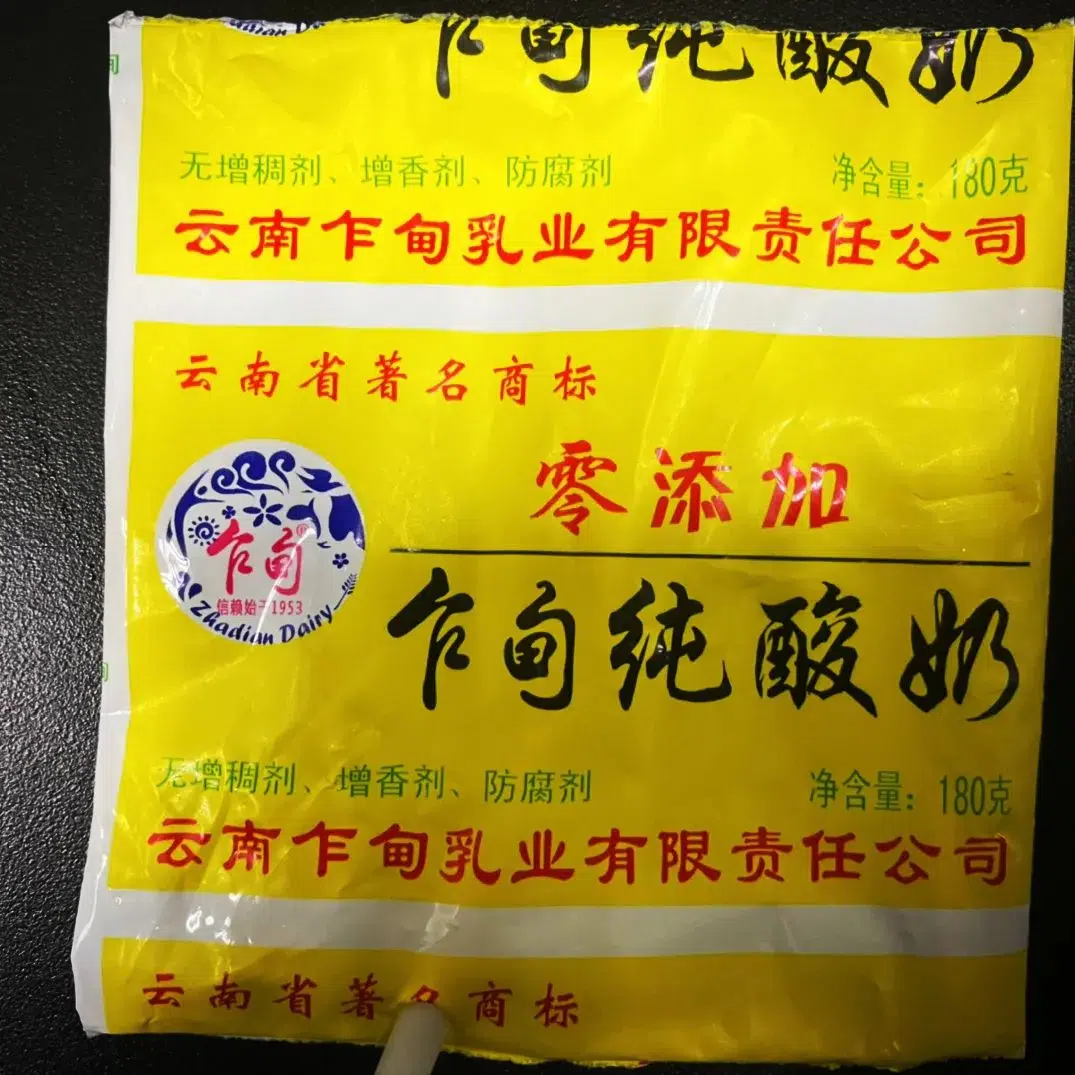 乍甸纯酸奶
无增稠剂、增香剂、防腐剂 净含量:180克
云南乍甸乳业有限责任公司
云南省著名商标
零添加
乍甸®
信赖始于1953
Zhadian Dairy
乍甸纯酸奶
无增稠剂、增香剂、防腐剂 净含量:180克
云南乍甸乳业有限责任公司
云南省著名商标